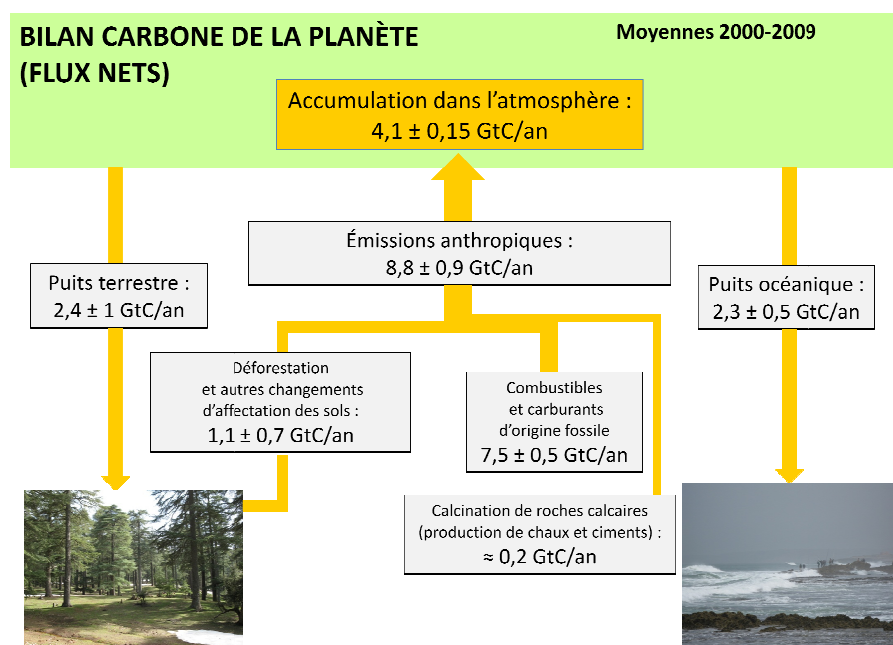 BILAN CARBONE DE LA PLANÈTE
(FLUX NETS)
Moyennes 2000-2009
Accumulation dans l’atmosphère :
4,1 ± 0,15 GtC/an
Émissions anthropiques :
8,8 ± 0,9 GtC/an
Puits terrestre :
2,4 ± 1 GtC/an
Puits océanique :
2,3 ± 0,5 GtC/an
Déforestation
et autres changements
d’affectation des sols :
1,1 ± 0,7 GtC/an
Combustibles
et carburants
d’origine fossile
7,5 ± 0,5 GtC/an
Calcination de roches calcaires
(production de chaux et ciments) :
≈ 0,2 GtC/an